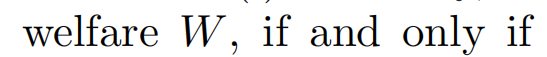 welfare W, if and only if